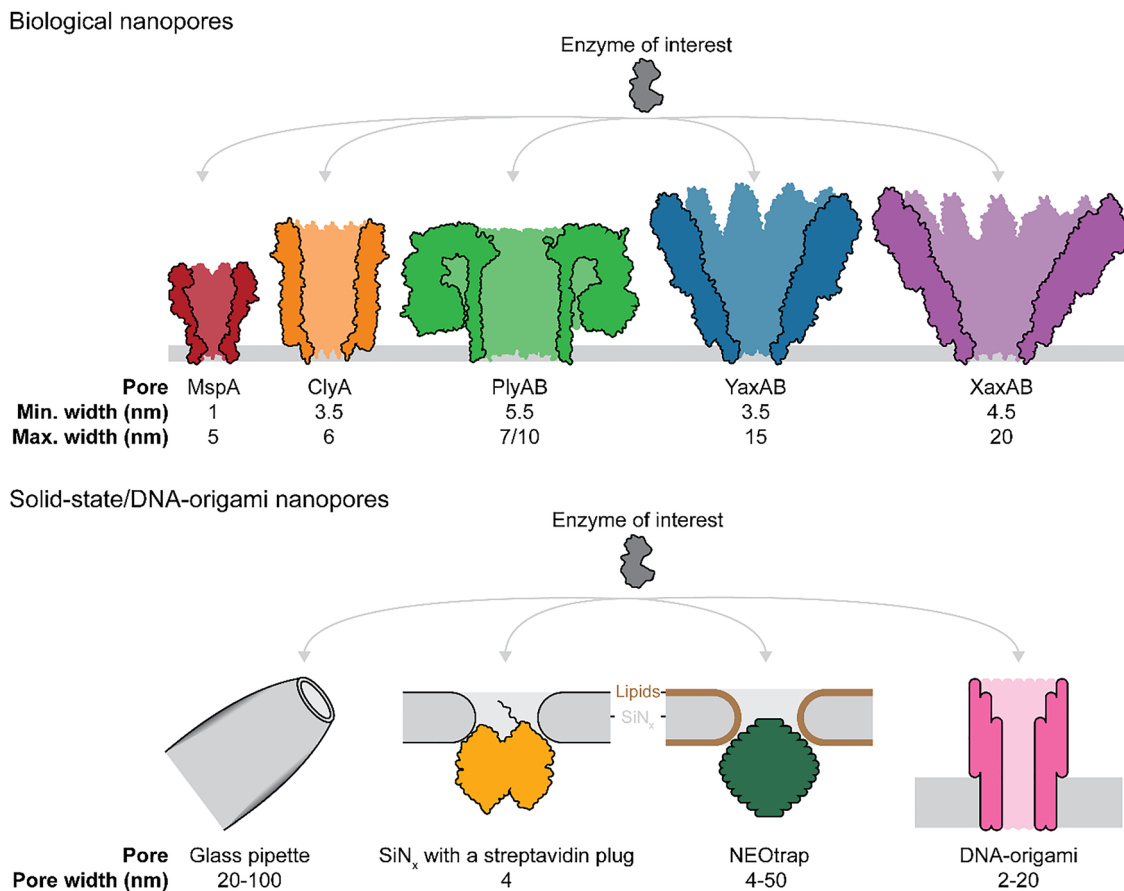 Biological nanopores
Enzyme of interest
Pore MspA ClyA PlyAB YaxAB XaxAB
Min. width (nm) 1 3.5 5.5 3.5 4.5
Max. width (nm) 5 6 7/10 15 20
Solid-state/DNA-origami nanopores
Enzyme of interest
Lipids
SiNₓ
Pore Glass pipette SiNₓ with a streptavidin plug NEOtrap DNA-origami
Pore width (nm) 20-100 4 4-50 2-20